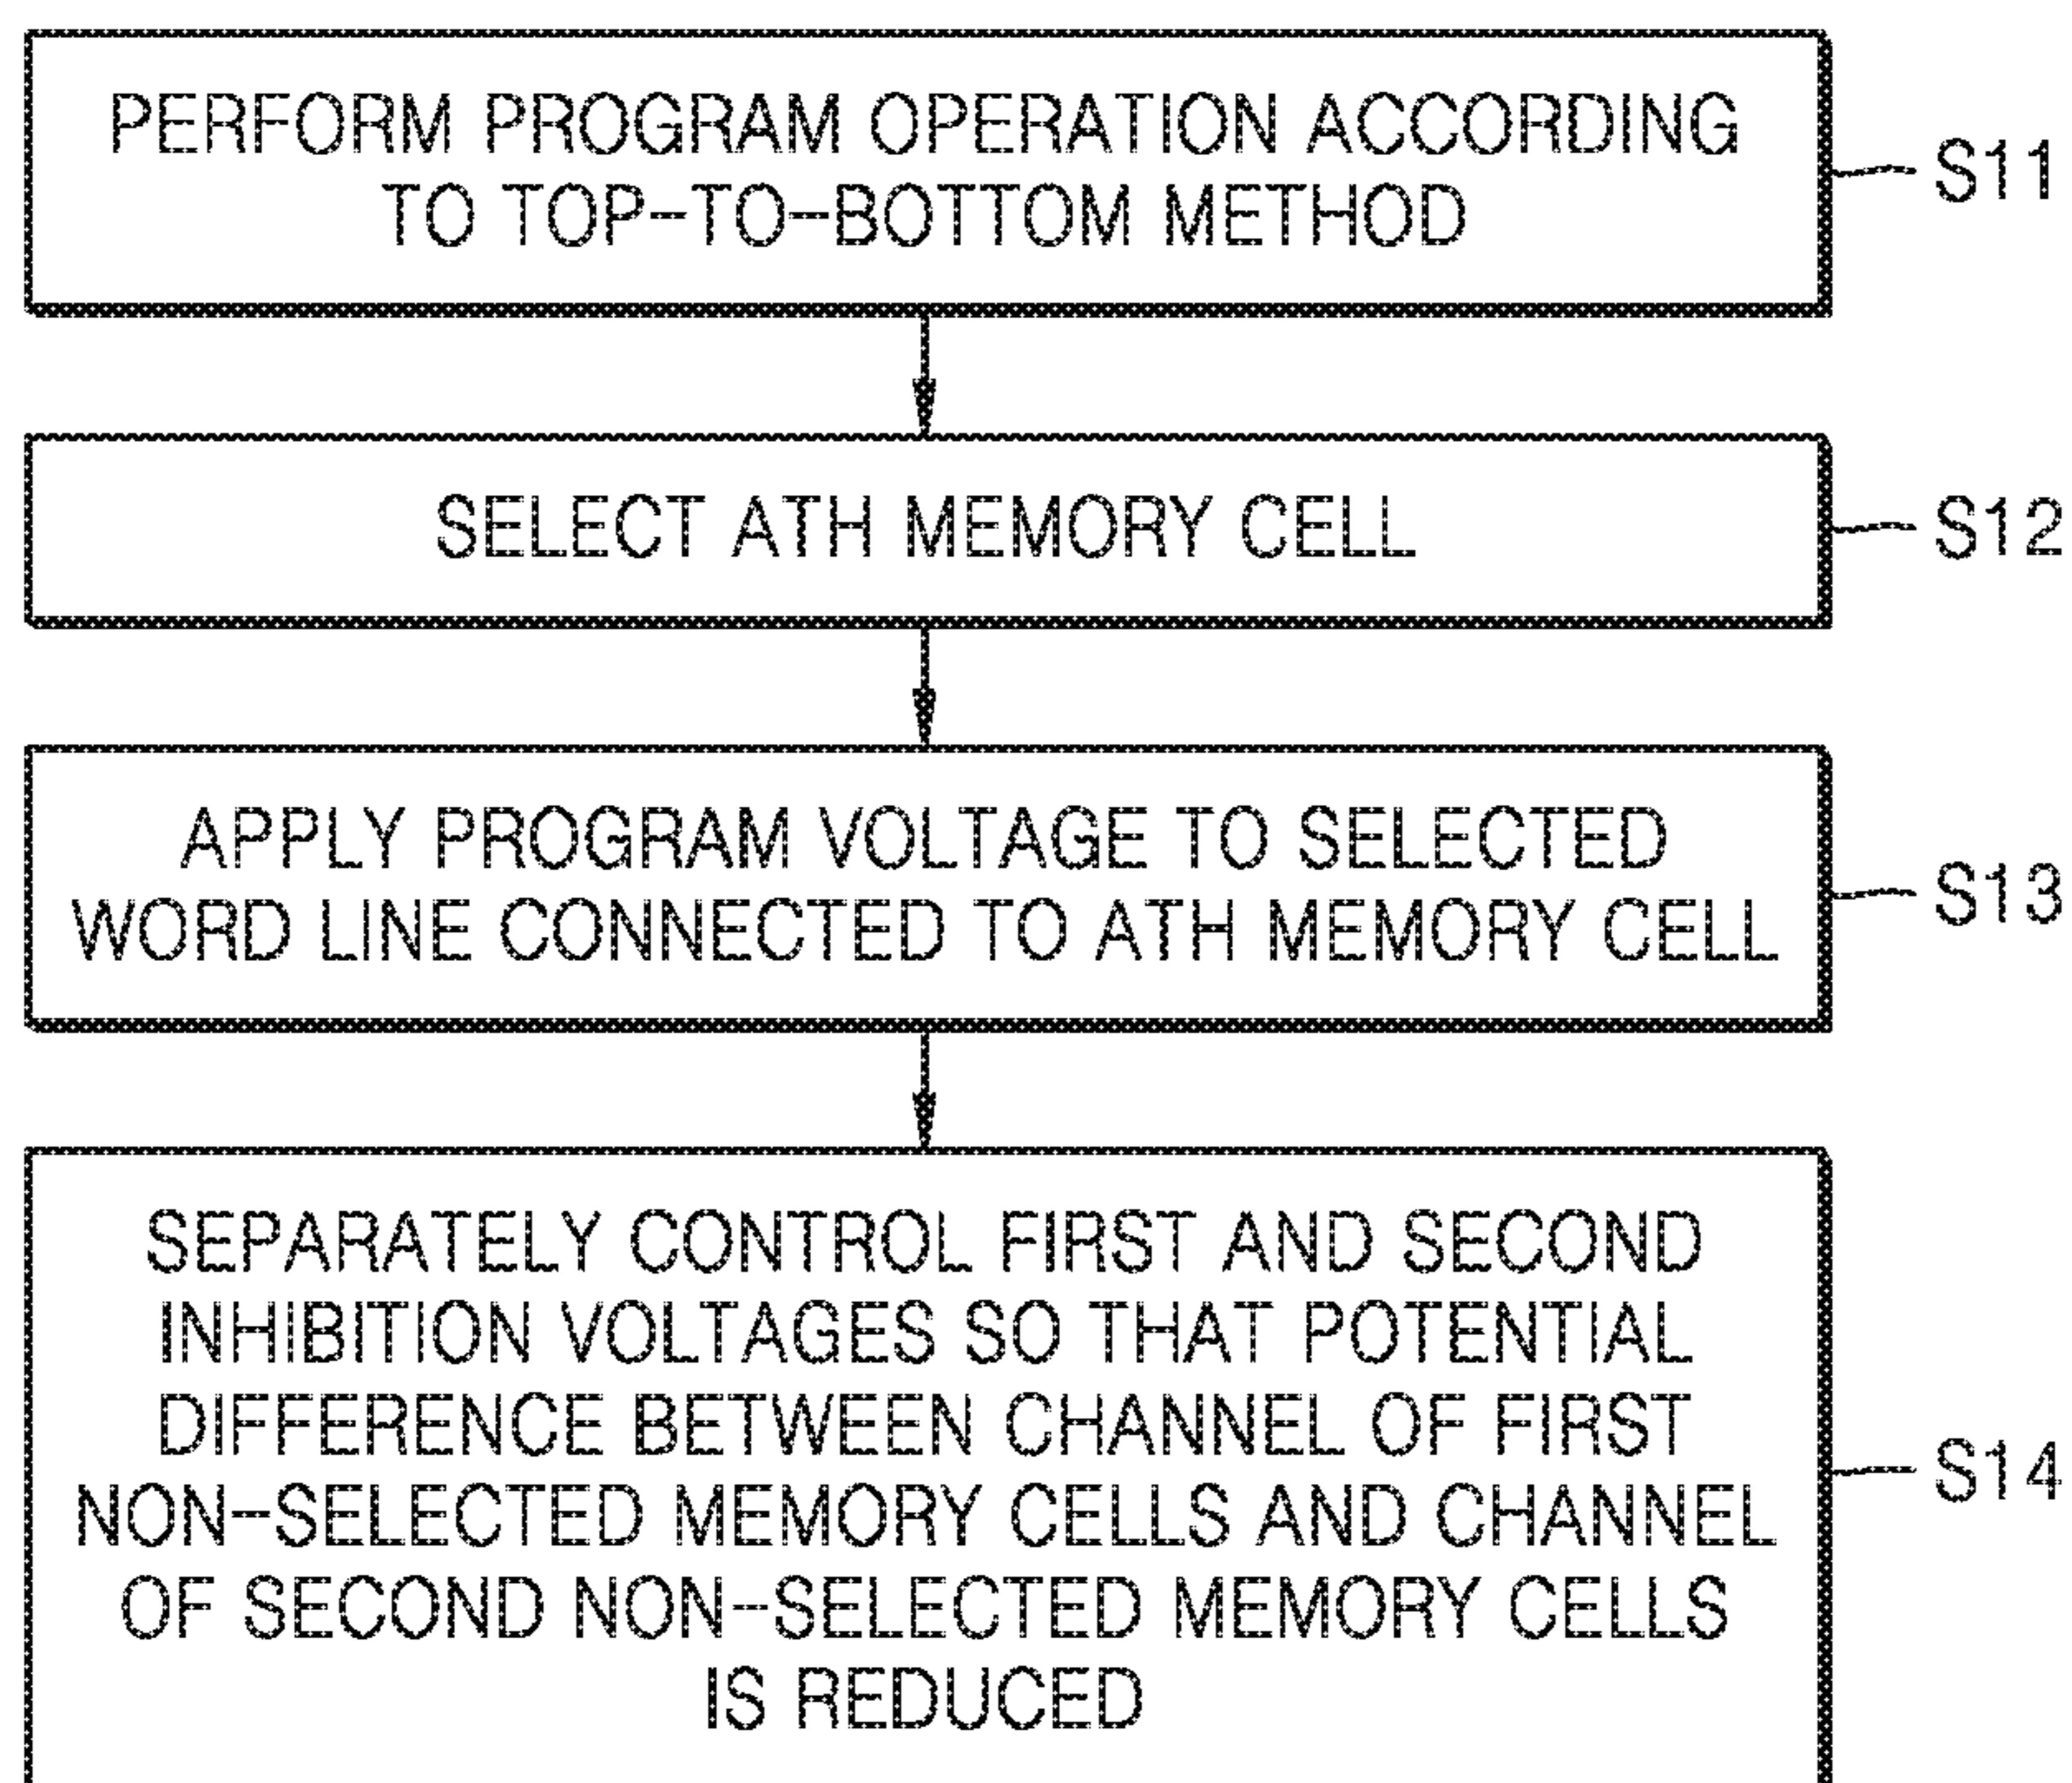 PERFORM PROGRAM OPERATION ACCORDING
TO TOP-TO-BOTTOM METHOD
S11
SELECT ATH MEMORY CELL
S12
APPLY PROGRAM VOLTAGE TO SELECTED
WORD LINE CONNECTED TO ATH MEMORY CELL
S13
SEPARATELY CONTROL FIRST AND SECOND
INHIBITION VOLTAGES SO THAT POTENTIAL
DIFFERENCE BETWEEN CHANNEL OF FIRST
NON-SELECTED MEMORY CELLS AND CHANNEL
OF SECOND NON-SELECTED MEMORY CELLS
IS REDUCED
S14